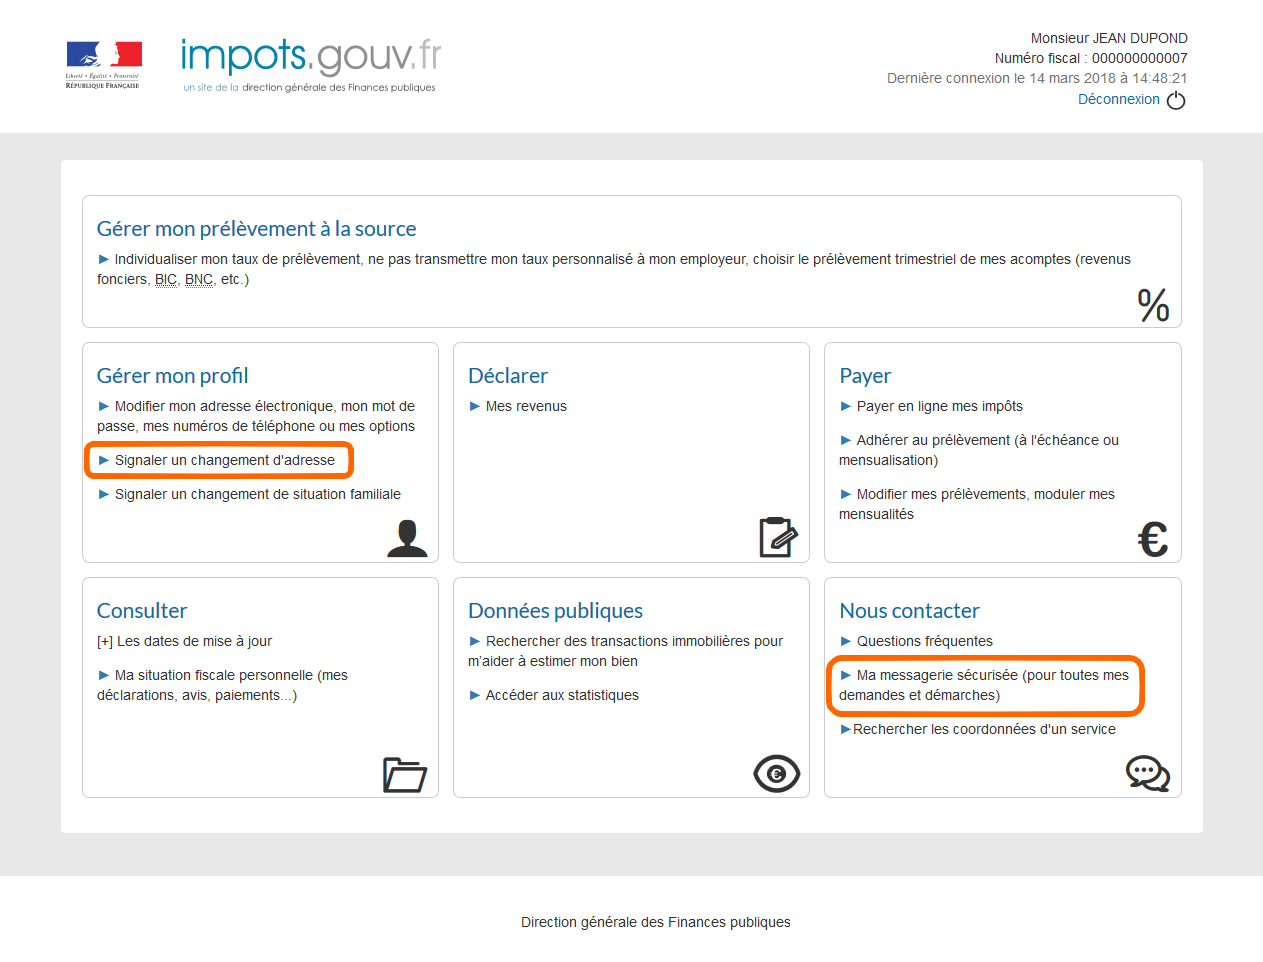 Liberté • Égalité • Fraternité
RÉPUBLIQUE FRANÇAISE
impots.gouv.fr
un site de la direction générale des Finances publiques
Monsieur JEAN DUPOND
Numéro fiscal : 000000000007
Dernière connexion le 14 mars 2018 à 14:48:21
Déconnexion
Gérer mon prélèvement à la source
► Individualiser mon taux de prélèvement, ne pas transmettre mon taux personnalisé à mon employeur, choisir le prélèvement trimestriel de mes acomptes (revenus
fonciers, BIC, BNC, etc.)
%
Gérer mon profil
► Modifier mon adresse électronique, mon mot de
passe, mes numéros de téléphone ou mes options
► Signaler un changement d'adresse
► Signaler un changement de situation familiale
Déclarer
► Mes revenus
Payer
► Payer en ligne mes impôts
► Adhérer au prélèvement (à l'échéance ou
mensualisation)
► Modifier mes prélèvements, moduler mes
mensualités
€
Consulter
[+] Les dates de mise à jour
► Ma situation fiscale personnelle (mes
déclarations, avis, paiements...)
Données publiques
► Rechercher des transactions immobilières pour
m'aider à estimer mon bien
► Accéder aux statistiques
€
Nous contacter
► Questions fréquentes
► Ma messagerie sécurisée (pour toutes mes
demandes et démarches)
►Rechercher les coordonnées d'un service
Direction générale des Finances publiques